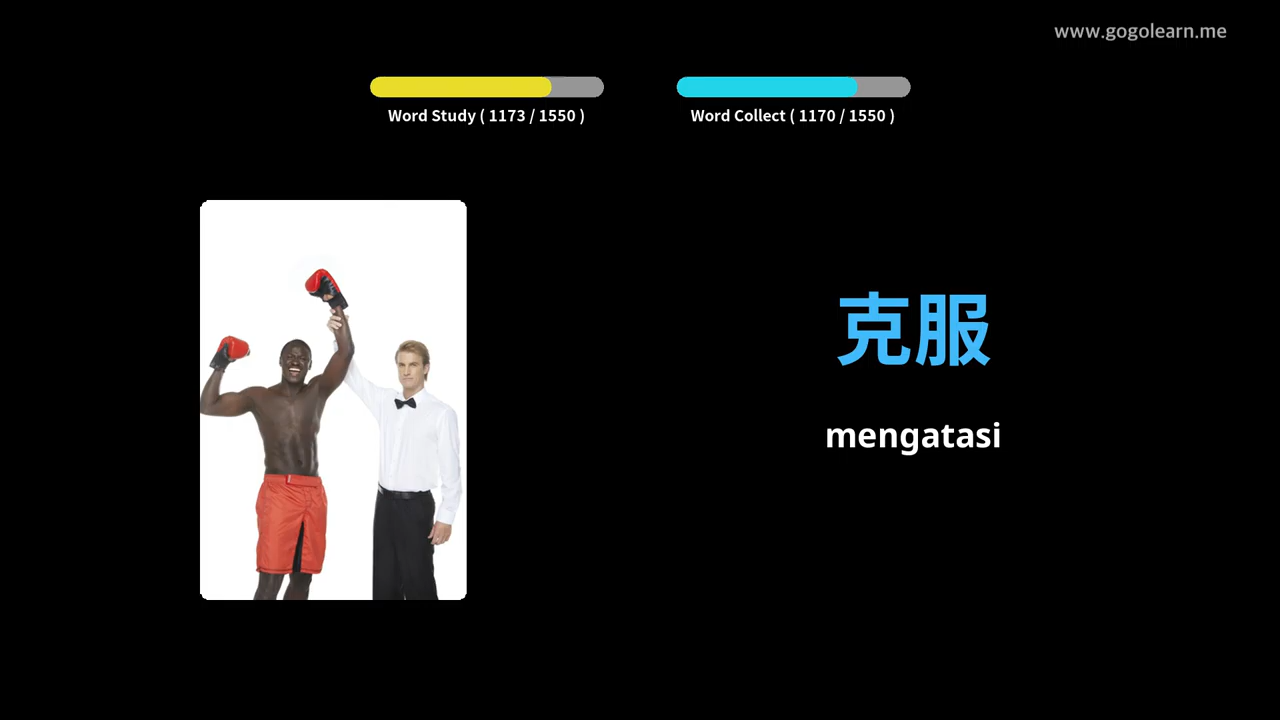 www.gogolearn.me
Word Study ( 1173 / 1550 )
Word Collect ( 1170 / 1550 )
克服
mengatasi